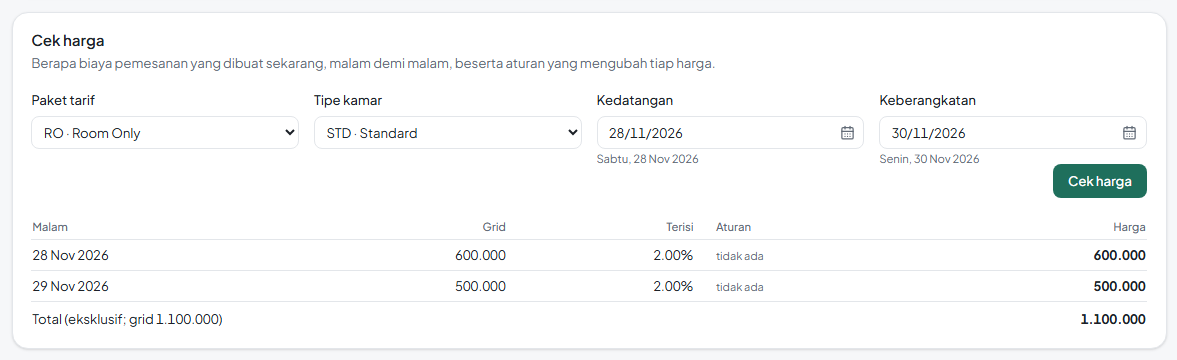 Cek harga
Berapa biaya pemesanan yang dibuat sekarang, malam demi malam, beserta aturan yang mengubah tiap harga.
Paket tarif Tipe kamar Kedatangan Keberangkatan
RO · Room Only STD · Standard 28/11/2026 30/11/2026
Sabtu, 28 Nov 2026 Senin, 30 Nov 2026
Cek harga
Malam Grid Terisi Aturan Harga
28 Nov 2026 600.000 2.00% tidak ada 600.000
29 Nov 2026 500.000 2.00% tidak ada 500.000
Total (eksklusif; grid 1.100.000) 1.100.000